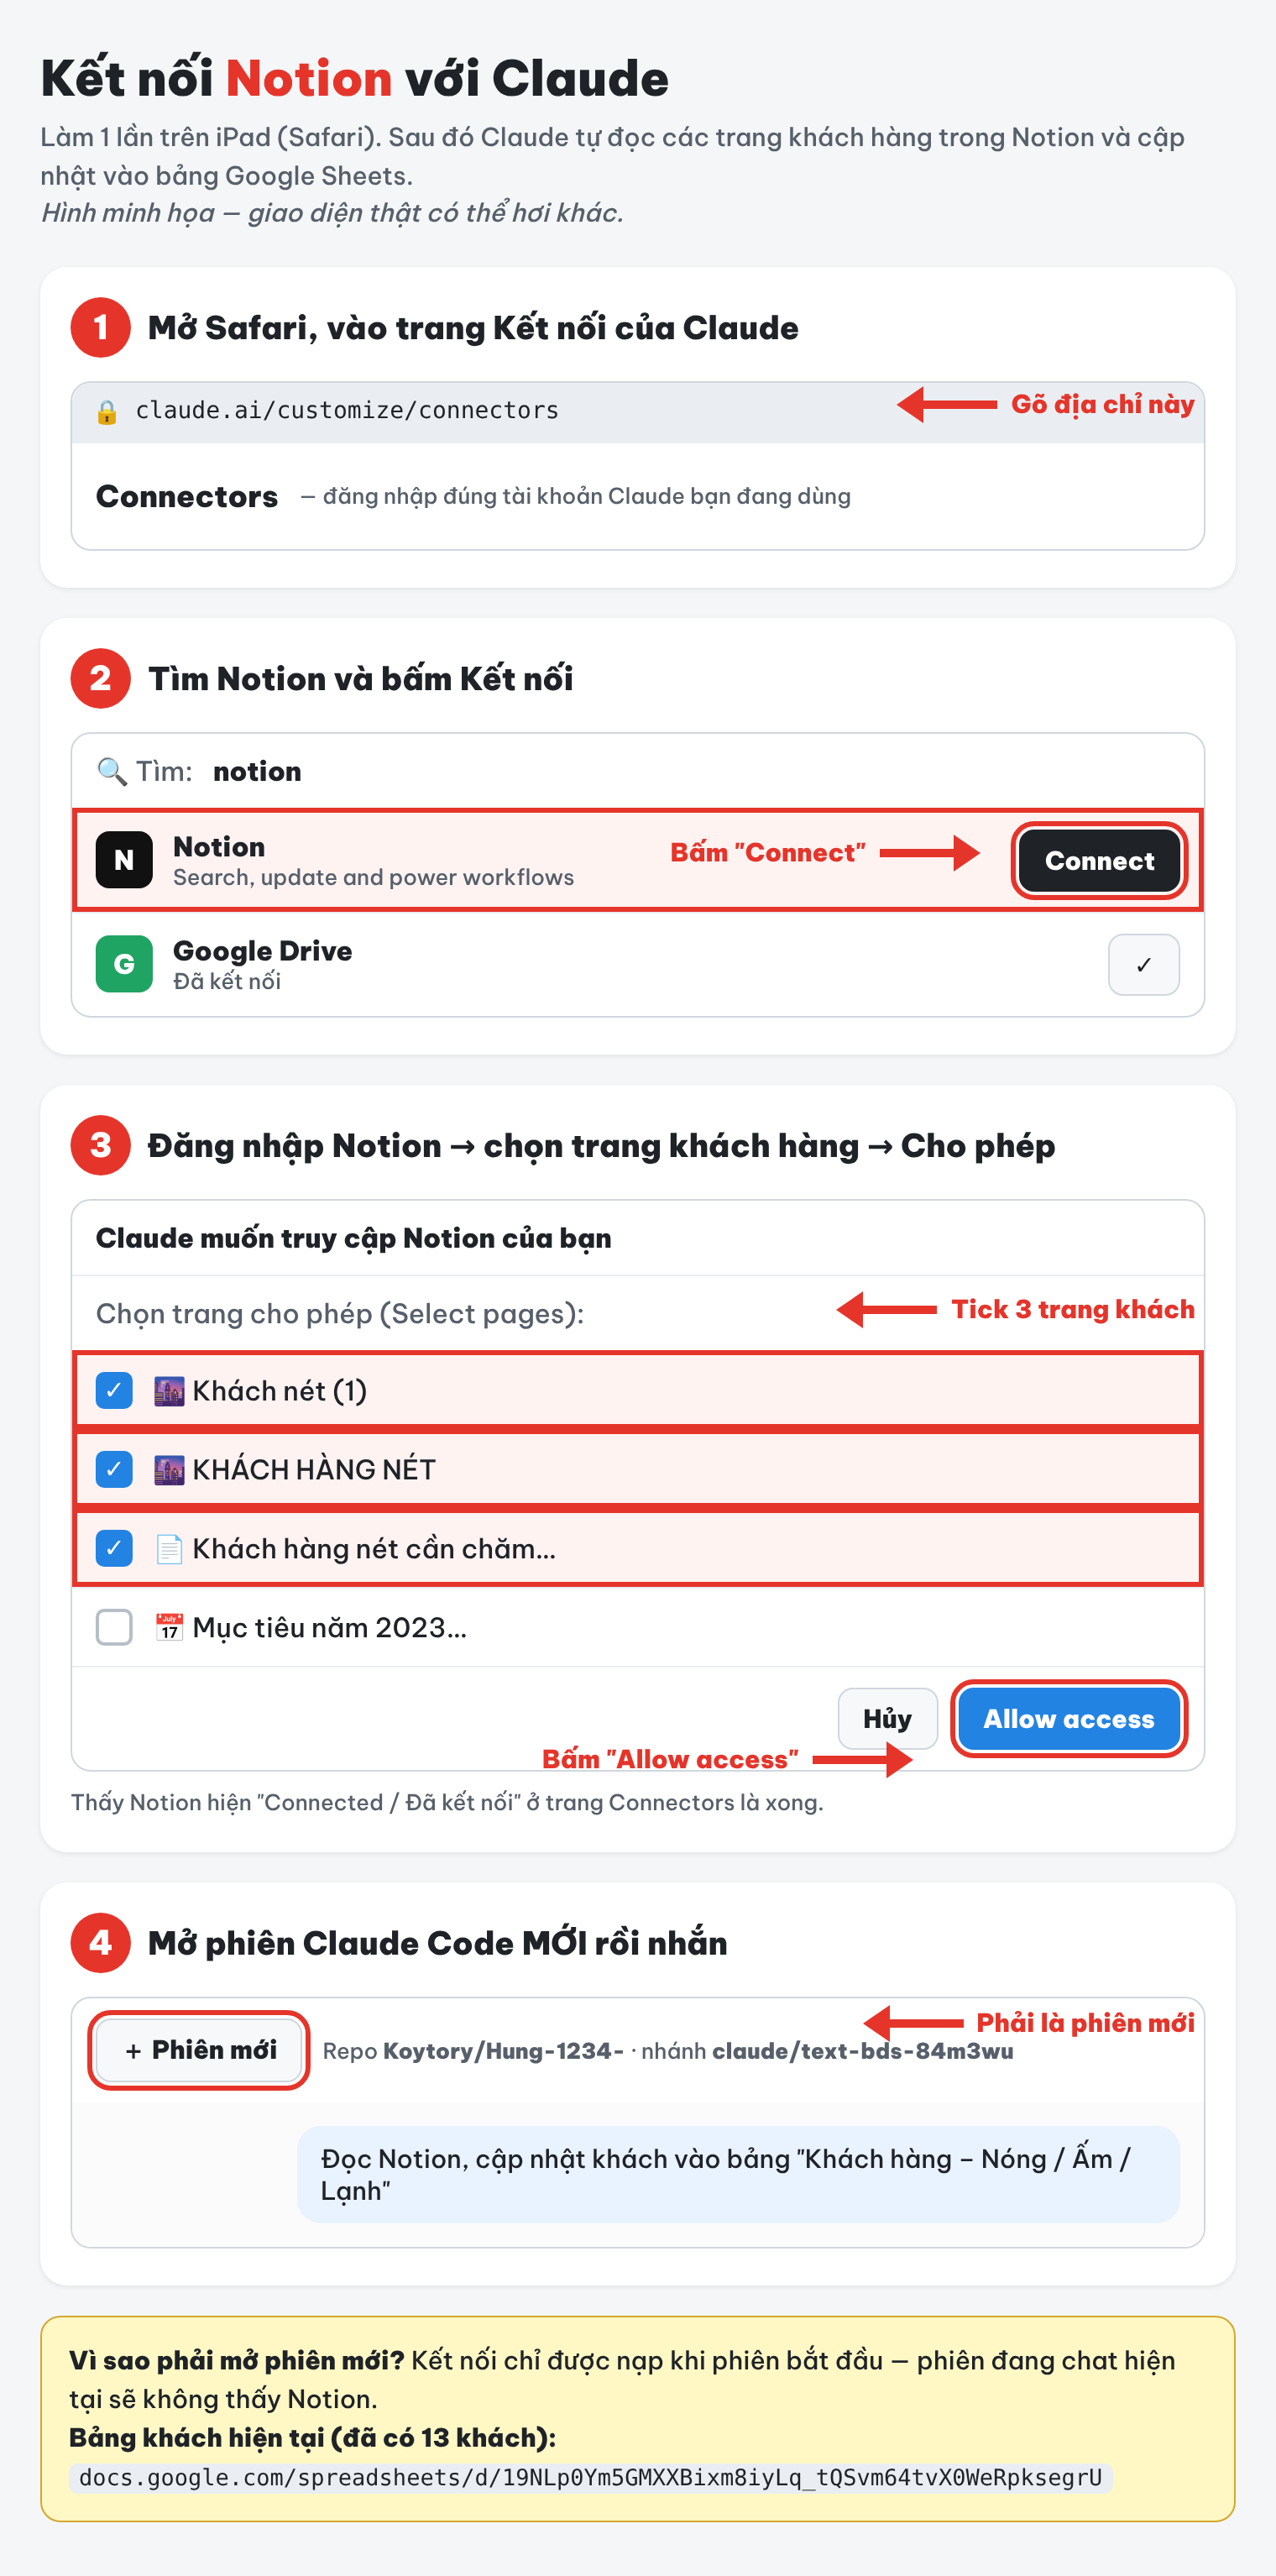 Kết nối Notion với Claude
Làm 1 lần trên iPad (Safari). Sau đó Claude tự đọc các trang khách hàng trong Notion và cập
nhật vào bảng Google Sheets.
Hình minh họa — giao diện thật có thể hơi khác.
1 Mở Safari, vào trang Kết nối của Claude
claude.ai/customize/connectors
Gõ địa chỉ này
Connectors — đăng nhập đúng tài khoản Claude bạn đang dùng
2 Tìm Notion và bấm Kết nối
Tìm: notion
N Notion
Search, update and power workflows
Bấm "Connect"
Connect
G Google Drive
Đã kết nối
✓
3 Đăng nhập Notion → chọn trang khách hàng → Cho phép
Claude muốn truy cập Notion của bạn
Chọn trang cho phép (Select pages):
Tick 3 trang khách
✓ Khách nét (1)
✓ KHÁCH HÀNG NÉT
✓ Khách hàng nét cần chăm...
Mục tiêu năm 2023...
Hủy
Allow access
Bấm "Allow access"
Thấy Notion hiện "Connected / Đã kết nối" ở trang Connectors là xong.
4 Mở phiên Claude Code MỚI rồi nhắn
Phải là phiên mới
+ Phiên mới
Repo Koytory/Hung-1234- · nhánh claude/text-bds-84m3wu
Đọc Notion, cập nhật khách vào bảng "Khách hàng – Nóng / Ấm /
Lạnh"
Vì sao phải mở phiên mới? Kết nối chỉ được nạp khi phiên bắt đầu — phiên đang chat hiện
tại sẽ không thấy Notion.
Bảng khách hiện tại (đã có 13 khách):
docs.google.com/spreadsheets/d/19NLp0Ym5GMXXBixm8iyLq_tQSvm64tvX0WeRpksegrU